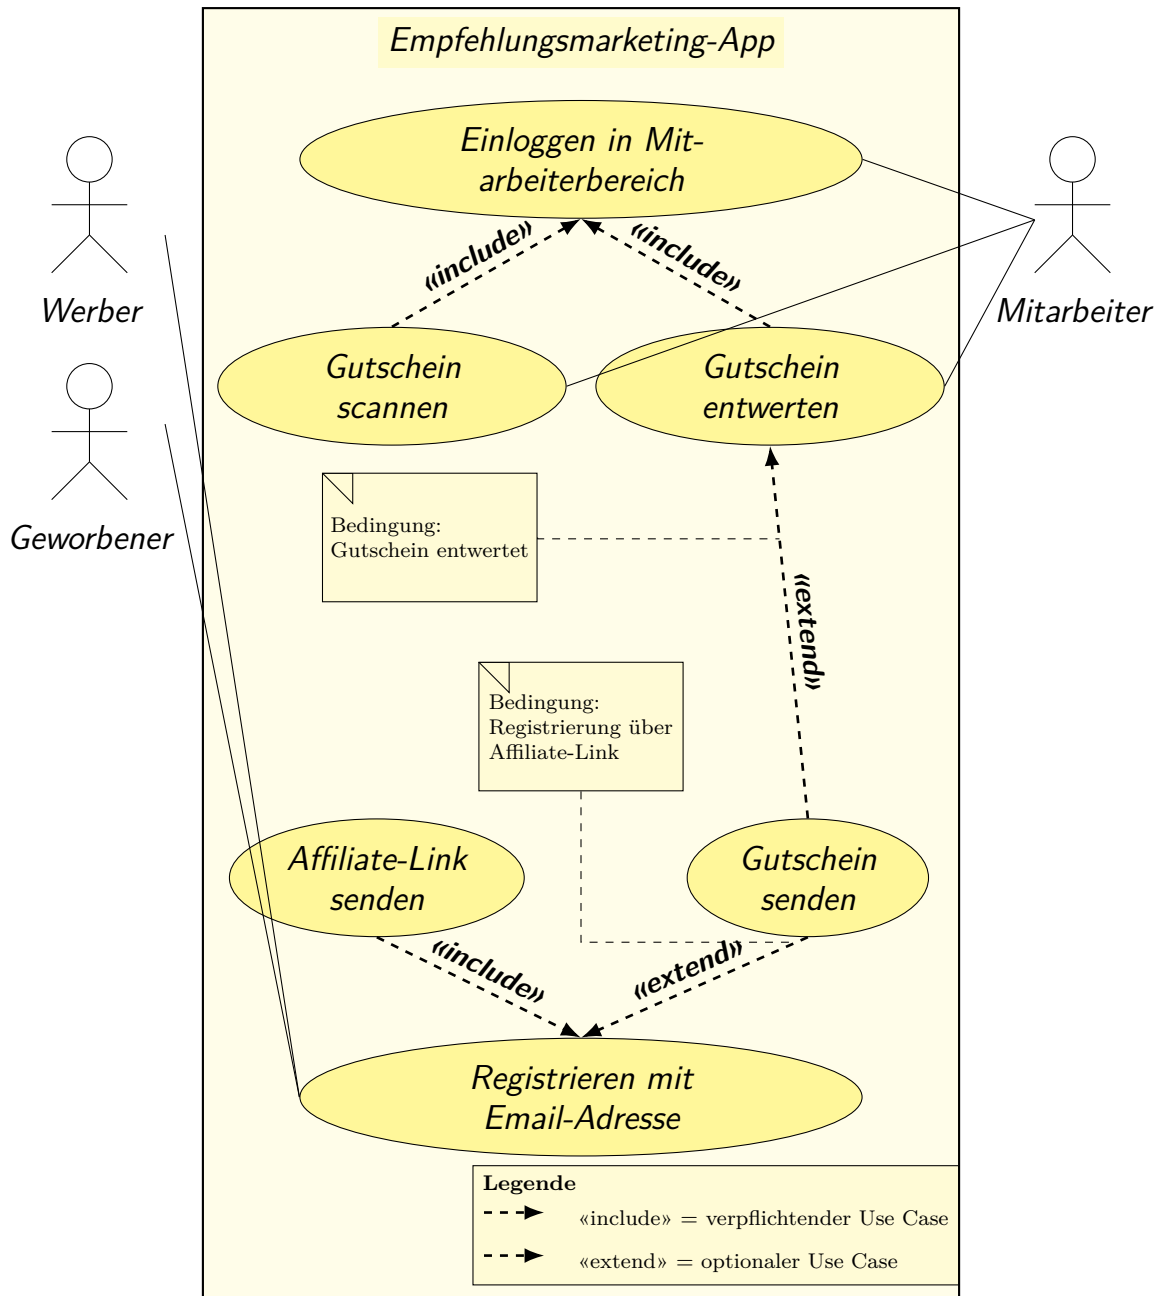 Empfehlungsmarketing-App
Einloggen in Mit-
arbeiterbereich
«include»
«include»
Werber
Mitarbeiter
Gutschein
scannen
Gutschein
entwerten
Geworbener
Bedingung:
Gutschein entwertet
«extend»
Bedingung:
Registrierung über
Affiliate-Link
Affiliate-Link
senden
Gutschein
senden
«include»
«extend»
Registrieren mit
Email-Adresse
Legende
«include» = verpflichtender Use Case
«extend» = optionaler Use Case